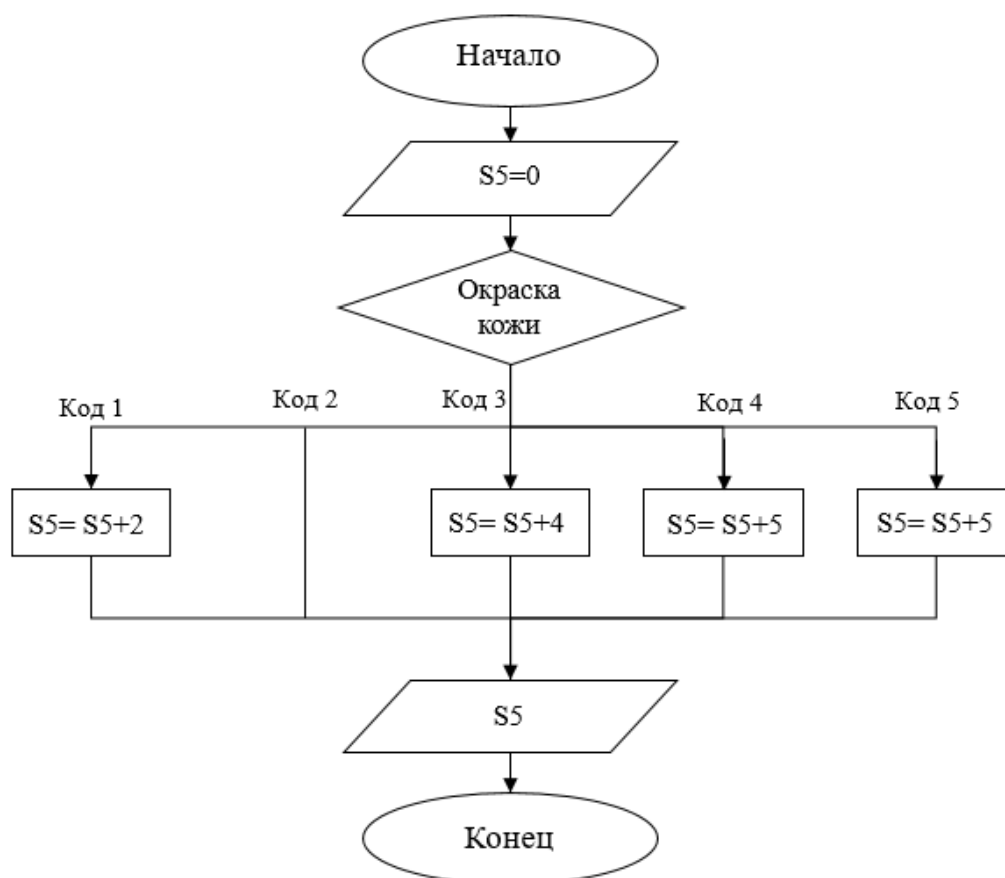 Начало
S5=0
Окраска
кожи
Код 1
Код 2
Код 3
Код 4
Код 5
S5= S5+2
S5= S5+4
S5= S5+5
S5= S5+5
S5
Конец